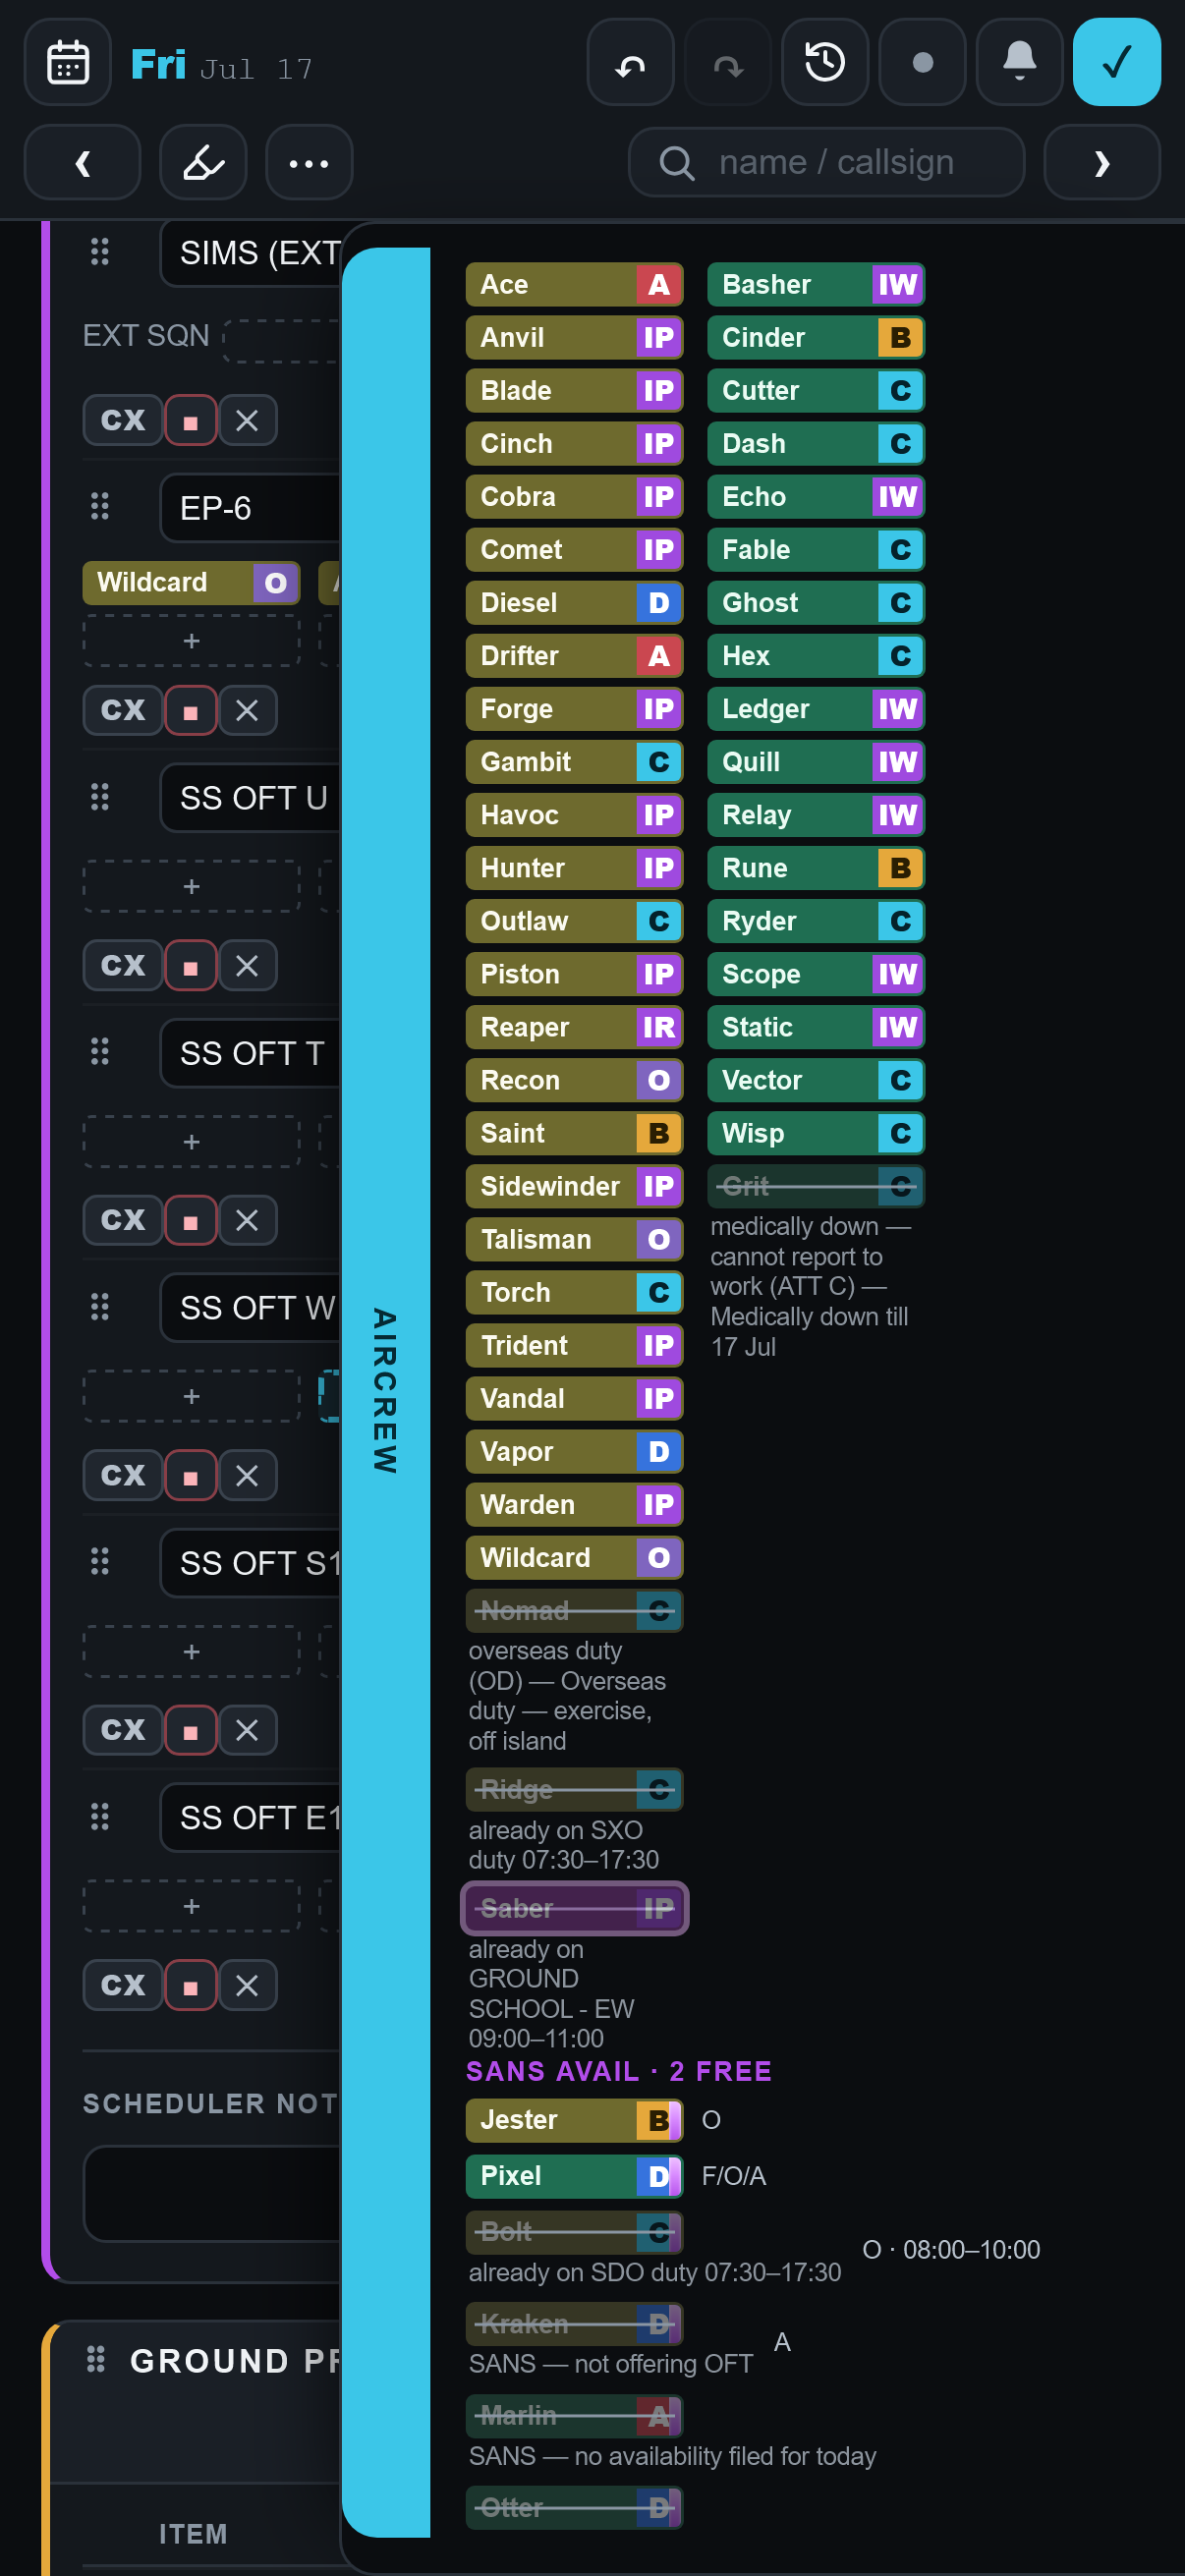 Fri Jul 17
name / callsign
SIMS (EXT
EXT SQN
CX
EP-6
Wildcard O
+
CX
SS OFT U
+
CX
SS OFT T
+
CX
SS OFT W
+
CX
SS OFT S1
+
CX
SS OFT E1
+
CX
SCHEDULER NOT
GROUND PR
ITEM
AIRCREW
Ace A
Anvil IP
Blade IP
Cinch IP
Cobra IP
Comet IP
Diesel D
Drifter A
Forge IP
Gambit C
Havoc IP
Hunter IP
Outlaw C
Piston IP
Reaper IR
Recon O
Saint B
Sidewinder IP
Talisman O
Torch C
Trident IP
Vandal IP
Vapor D
Warden IP
Wildcard O
Nomad C
overseas duty
(OD) — Overseas
duty — exercise,
off island
Ridge C
already on SXO
duty 07:30–17:30
Saber IP
already on
GROUND
SCHOOL - EW
09:00–11:00
Basher IW
Cinder B
Cutter C
Dash C
Echo IW
Fable C
Ghost C
Hex C
Ledger IW
Quill IW
Relay IW
Rune B
Ryder C
Scope IW
Static IW
Vector C
Wisp C
Grit C
medically down —
cannot report to
work (ATT C) —
Medically down till
17 Jul
SANS AVAIL · 2 FREE
Jester B O
Pixel D F/O/A
Bolt C
already on SDO duty 07:30–17:30
O · 08:00–10:00
Kraken D
SANS — not offering OFT
A
Marlin A
SANS — no availability filed for today
Otter D